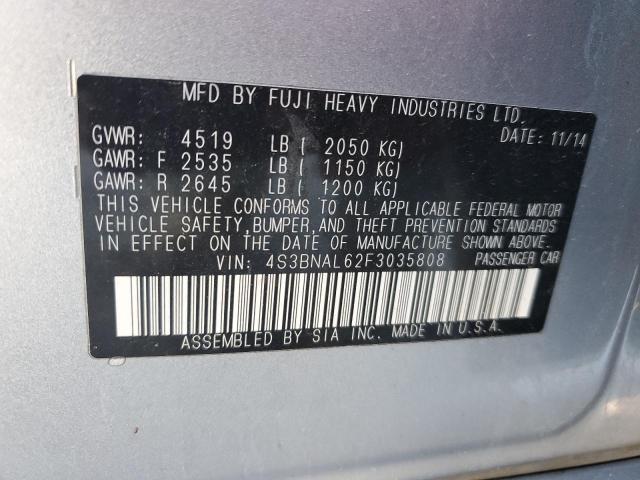 MFD BY FUJI HEAVY INDUSTRIES LTD.
DATE: 11/14
GVWR: 4519 LB ( 2050 KG)
GAWR: F 2535 LB ( 1150 KG)
GAWR: R 2645 LB ( 1200 KG)
THIS VEHICLE CONFORMS TO ALL APPLICABLE FEDERAL MOTOR
VEHICLE SAFETY, BUMPER, AND THEFT PREVENTION STANDARDS
IN EFFECT ON THE DATE OF MANUFACTURE SHOWN ABOVE.
VIN: 4S3BNAL62F3035808 PASSENGER CAR
ASSEMBLED BY SIA INC. MADE IN U.S.A.